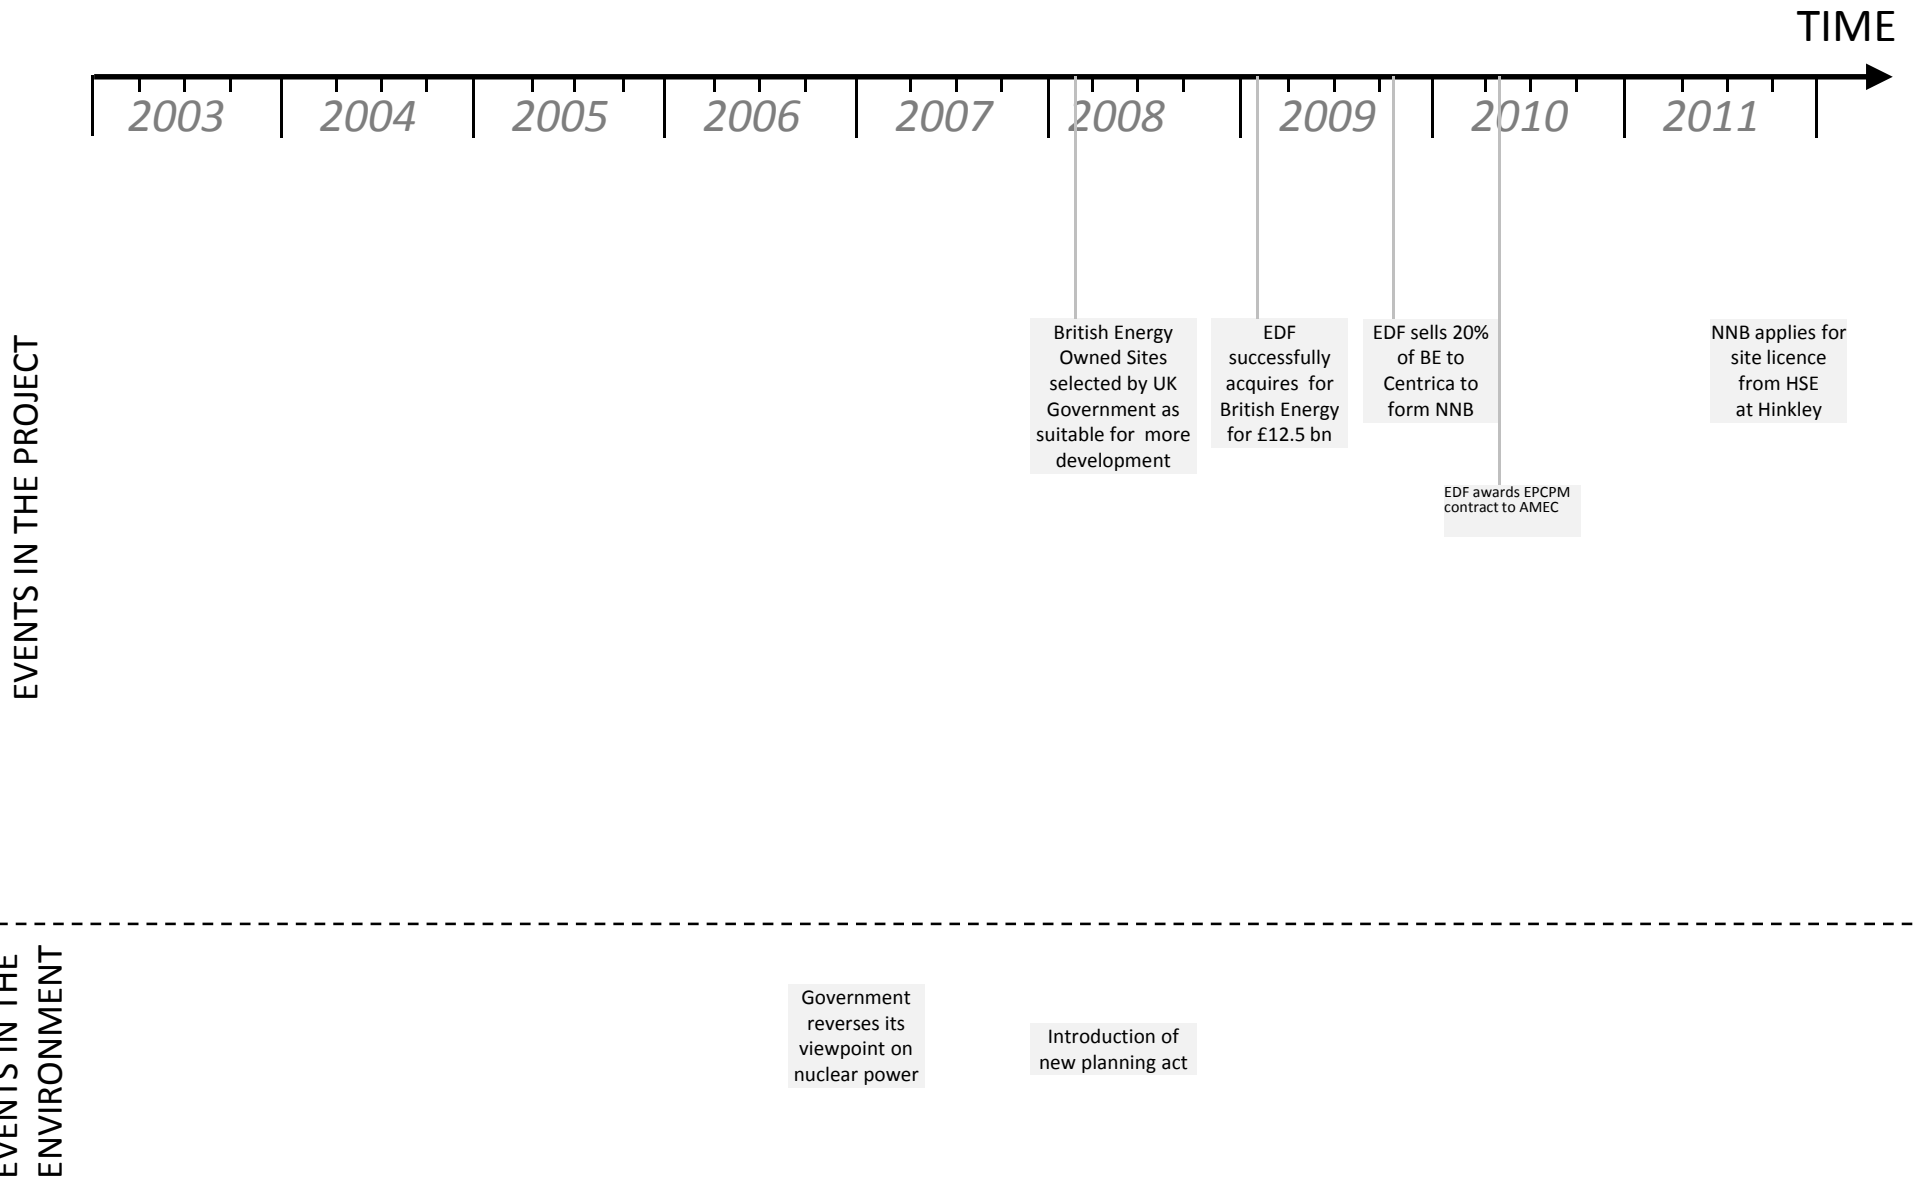 TIME
2003 2004 2005 2006 2007 2008 2009 2010 2011
EVENTS IN THE PROJECT
British Energy
Owned Sites
selected by UK
Government as
suitable for more
development
EDF
successfully
acquires for
British Energy
for £12.5 bn
EDF sells 20%
of BE to
Centrica to
form NNB
NNB applies for
site licence
from HSE
at Hinkley
EDF awards EPCPM
contract to AMEC
EVENTS IN THE
ENVIRONMENT
Government
reverses its
viewpoint on
nuclear power
Introduction of
new planning act